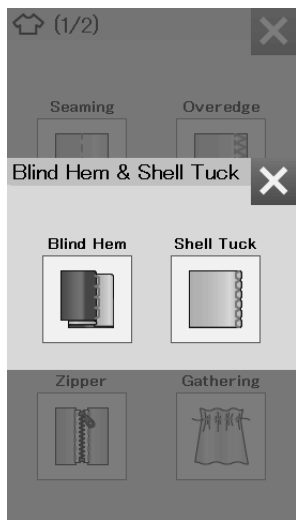 (1/2)
Seaming Overedge
Blind Hem & Shell Tuck
Blind Hem Shell Tuck
Zipper Gathering